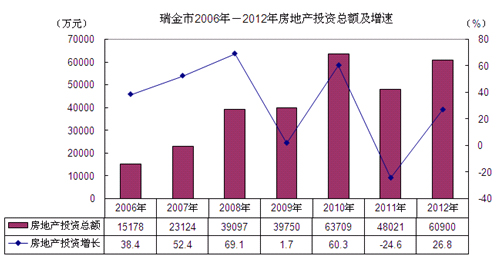 瑞金市2006年－2012年房地产投资总额及增速
（万元） （%）
70000 80
60000 60
50000 40
40000 20
30000 0
20000 -20
10000 -40
0
2006年 2007年 2008年 2009年 2010年 2011年 2012年
房地产投资总额 15178 23124 39097 39750 63709 48021 60900
房地产投资增长 38.4 52.4 69.1 1.7 60.3 -24.6 26.8